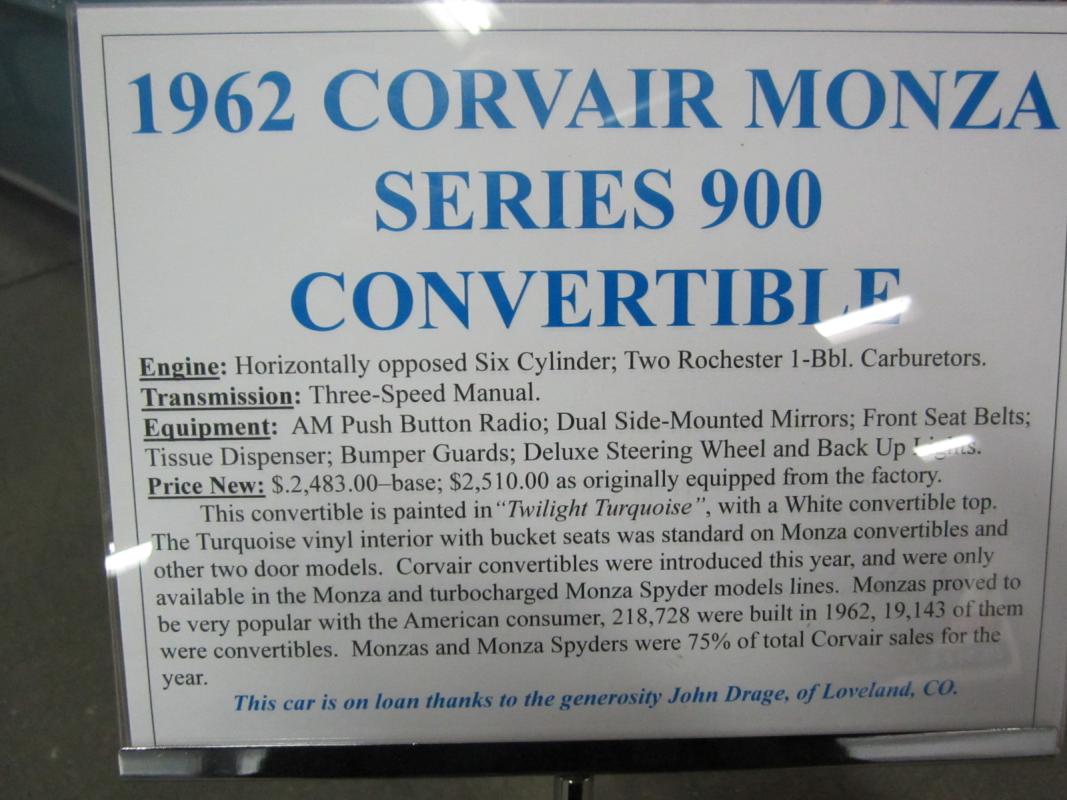 1962 CORVAIR MONZA
SERIES 900
CONVERTIBLE
Engine: Horizontally opposed Six Cylinder; Two Rochester 1-Bbl. Carburetors.
Transmission: Three-Speed Manual.
Equipment: AM Push Button Radio; Dual Side-Mounted Mirrors; Front Seat Belts;
Tissue Dispenser; Bumper Guards; Deluxe Steering Wheel and Back Up Lights.
Price New: $.2,483.00–base; $2,510.00 as originally equipped from the factory.
This convertible is painted in "Twilight Turquoise", with a White convertible top.
The Turquoise vinyl interior with bucket seats was standard on Monza convertibles and
other two door models. Corvair convertibles were introduced this year, and were only
available in the Monza and turbocharged Monza Spyder models lines. Monzas proved to
be very popular with the American consumer, 218,728 were built in 1962, 19,143 of them
were convertibles. Monzas and Monza Spyders were 75% of total Corvair sales for the
year.
This car is on loan thanks to the generosity John Drage, of Loveland, CO.